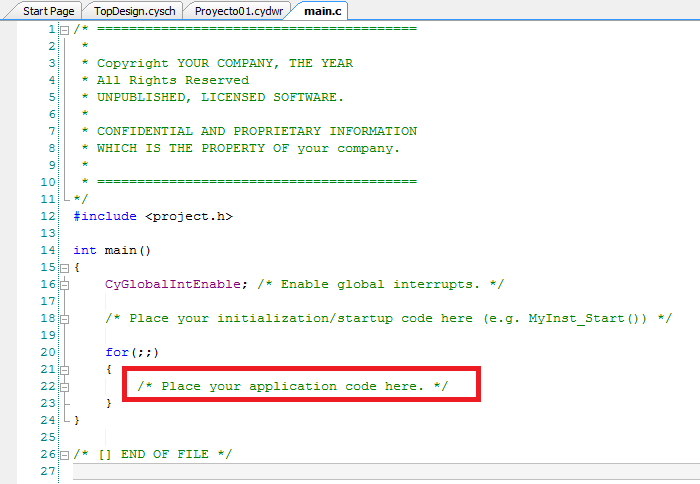 Start Page TopDesign.cysch Proyecto01.cydwr main.c
1 /* ========================================
2 *
3 * Copyright YOUR COMPANY, THE YEAR
4 * All Rights Reserved
5 * UNPUBLISHED, LICENSED SOFTWARE.
6 *
7 * CONFIDENTIAL AND PROPRIETARY INFORMATION
8 * WHICH IS THE PROPERTY OF your company.
9 *
10 * ========================================
11 */
12 #include <project.h>
13
14 int main()
15 {
16 CyGlobalIntEnable; /* Enable global interrupts. */
17
18 /* Place your initialization/startup code here (e.g. MyInst_Start()) */
19
20 for(;;)
21 {
22 /* Place your application code here. */
23 }
24 }
25
26 /* [] END OF FILE */
27